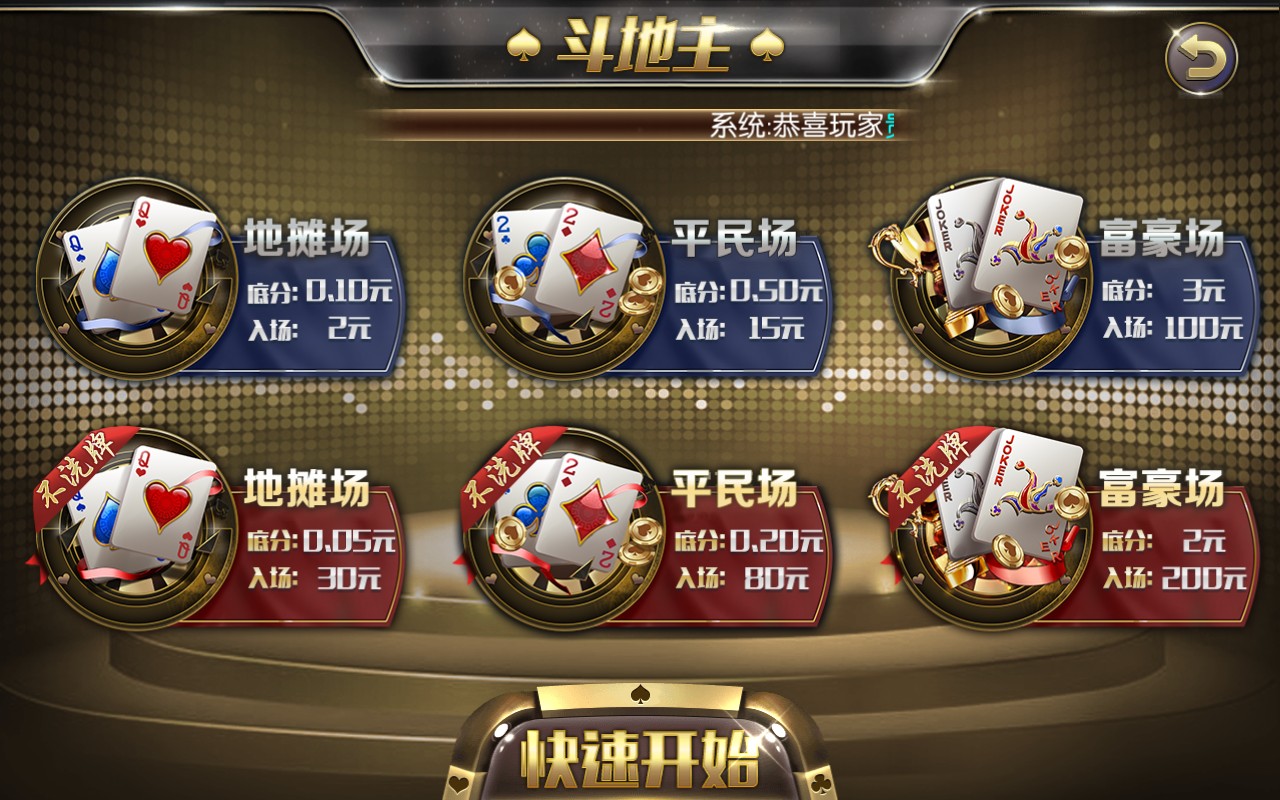 斗地主
系统:恭喜玩家
地摊场
底分:0.10元
入场: 2元
平民场
底分:0.50元
入场: 15元
富豪场
底分: 3元
入场: 100元
不洗牌
地摊场
底分:0.05元
入场: 30元
不洗牌
平民场
底分:0.20元
入场: 80元
不洗牌
富豪场
底分: 2元
入场: 200元
快速开始